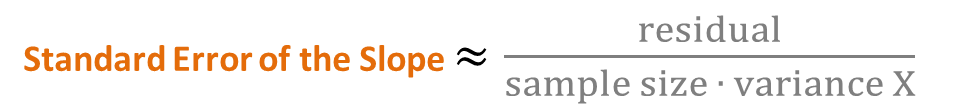 Standard Error of the Slope ≈ residual
sample size · variance X